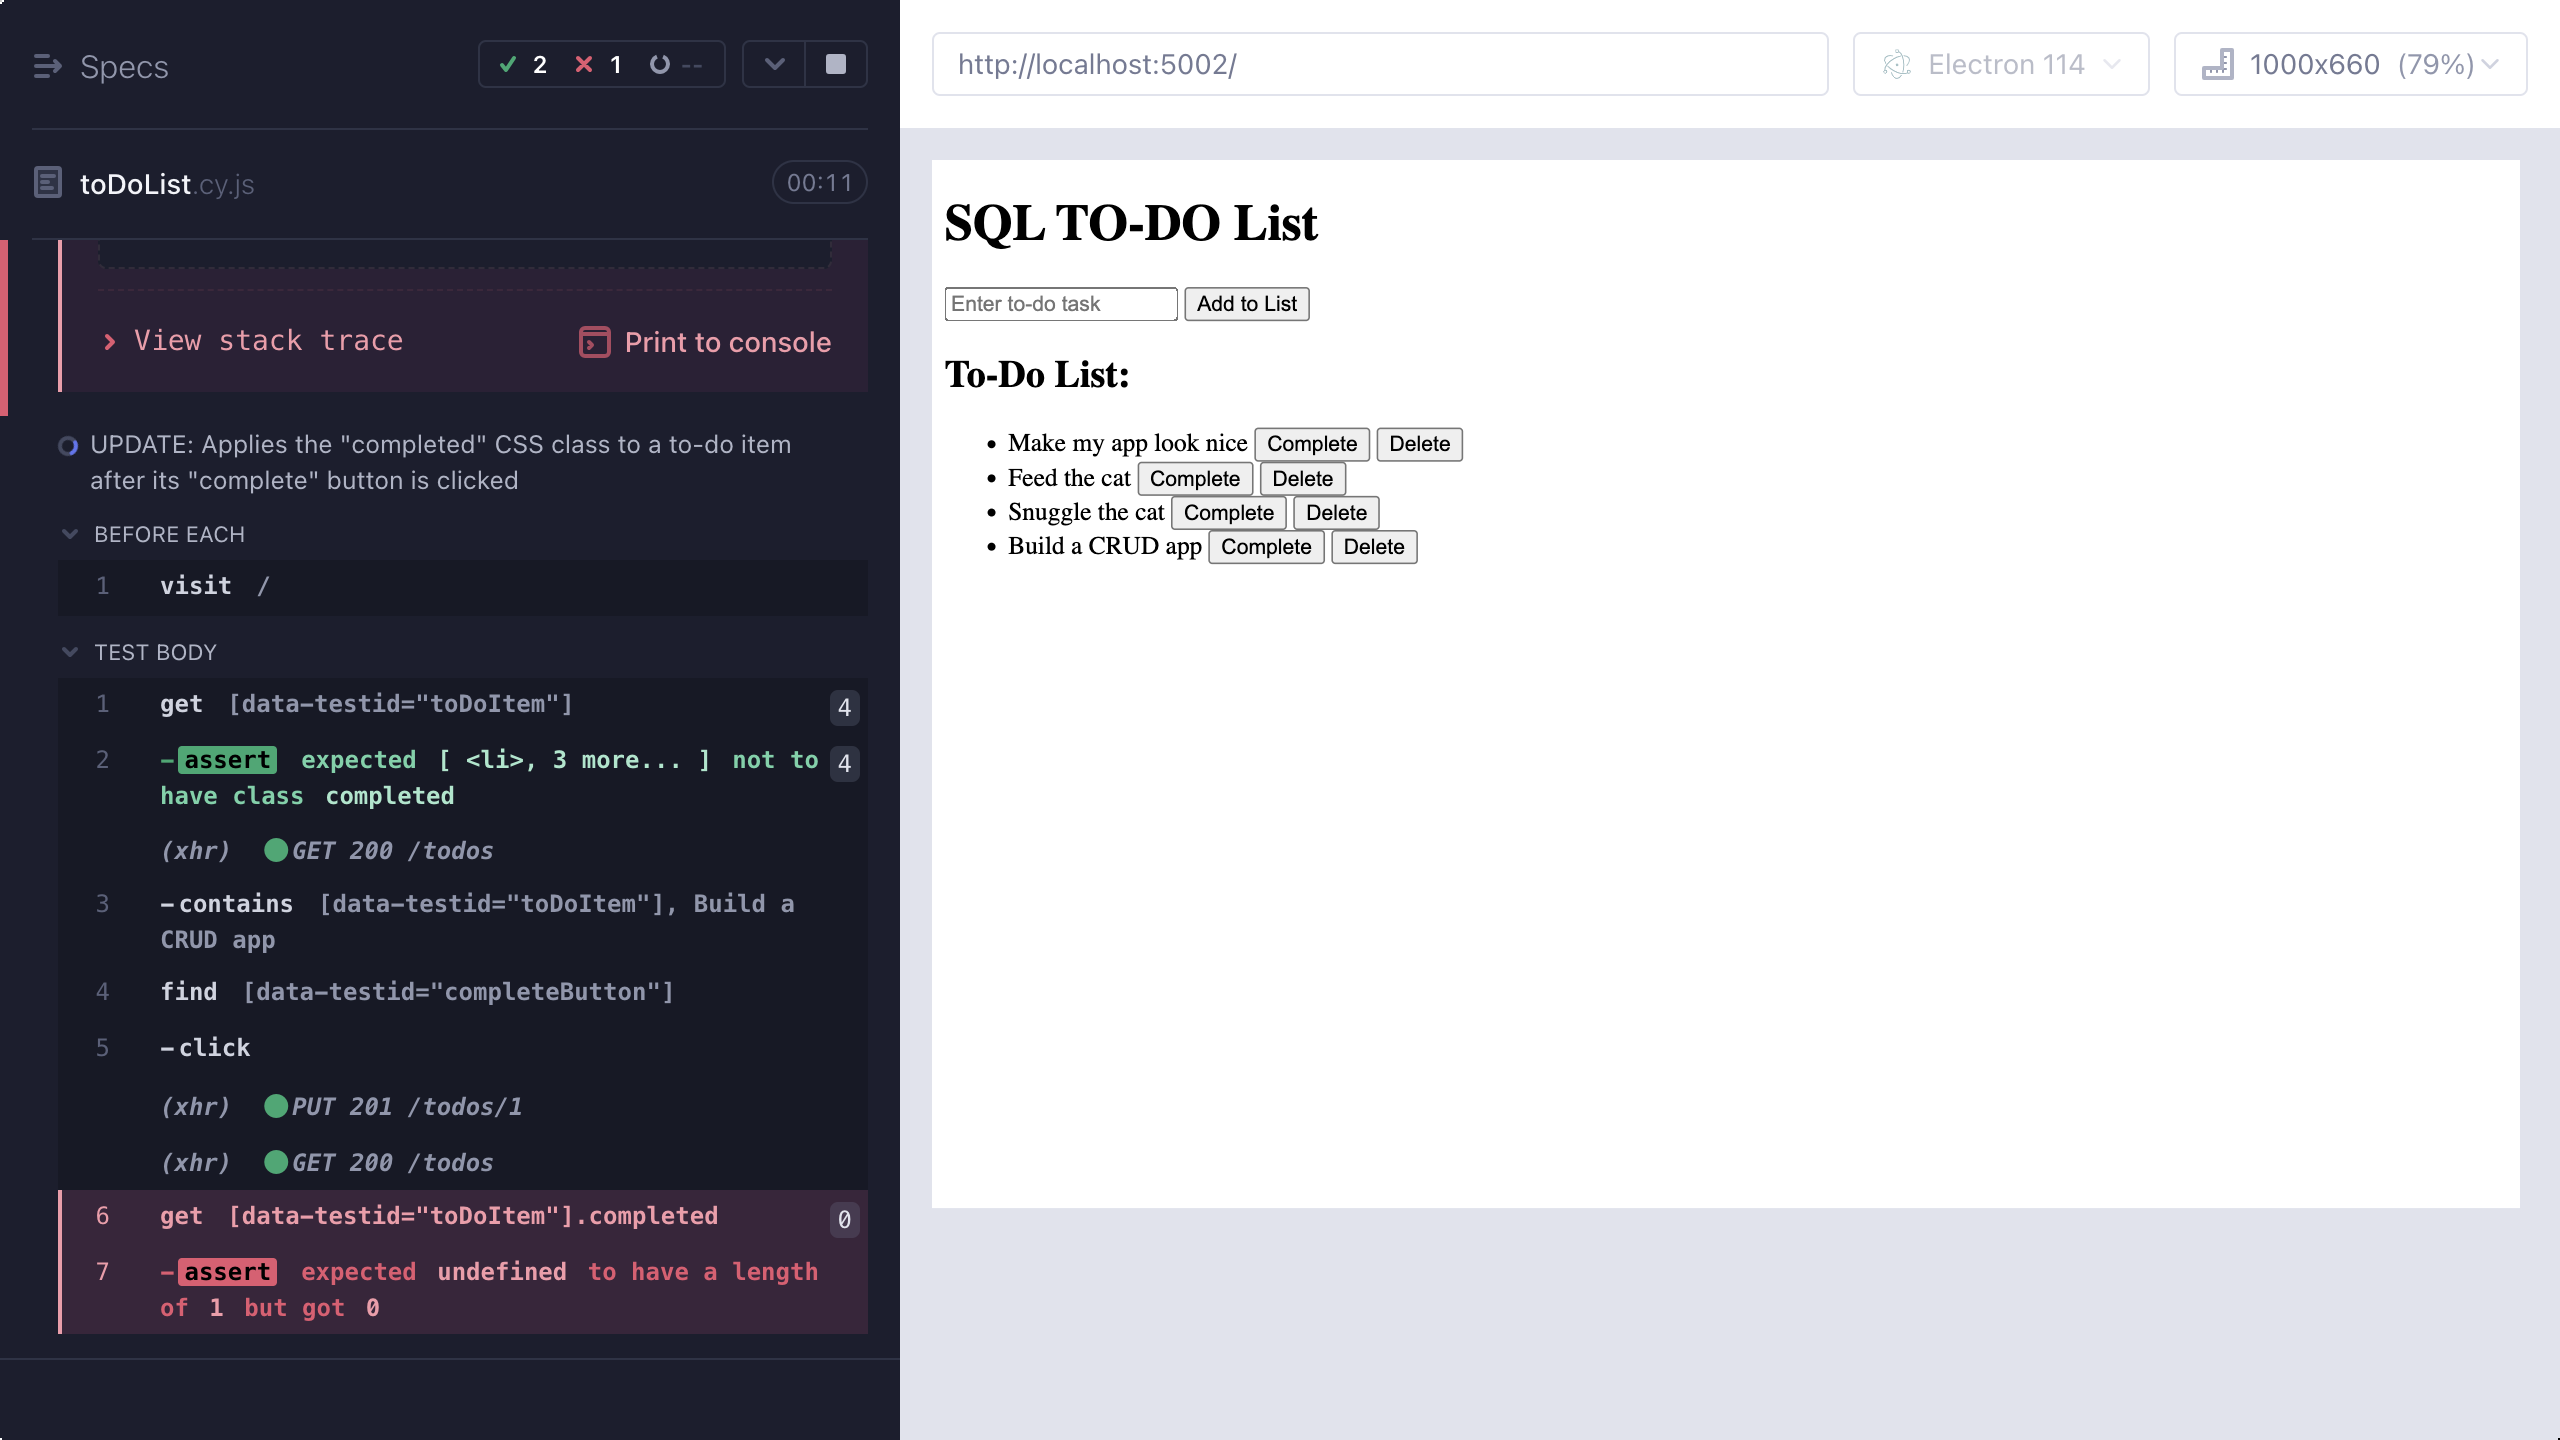 Specs
2
1
--
toDoList.cy.js
00:11
View stack trace
Print to console
UPDATE: Applies the "completed" CSS class to a to-do item
after its "complete" button is clicked
BEFORE EACH
1 visit /
TEST BODY
1 get [data-testid="toDoItem"] 4
2 -assert expected [ <li>, 3 more... ] not to 4
have class completed
(xhr) GET 200 /todos
3 -contains [data-testid="toDoItem"], Build a
CRUD app
4 find [data-testid="completeButton"]
5 -click
(xhr) PUT 201 /todos/1
(xhr) GET 200 /todos
6 get [data-testid="toDoItem"].completed 0
7 -assert expected undefined to have a length
of 1 but got 0
http://localhost:5002/
Electron 114
1000x660 (79%)
SQL TO-DO List
Enter to-do task Add to List
To-Do List:
• Make my app look nice Complete Delete
• Feed the cat Complete Delete
• Snuggle the cat Complete Delete
• Build a CRUD app Complete Delete